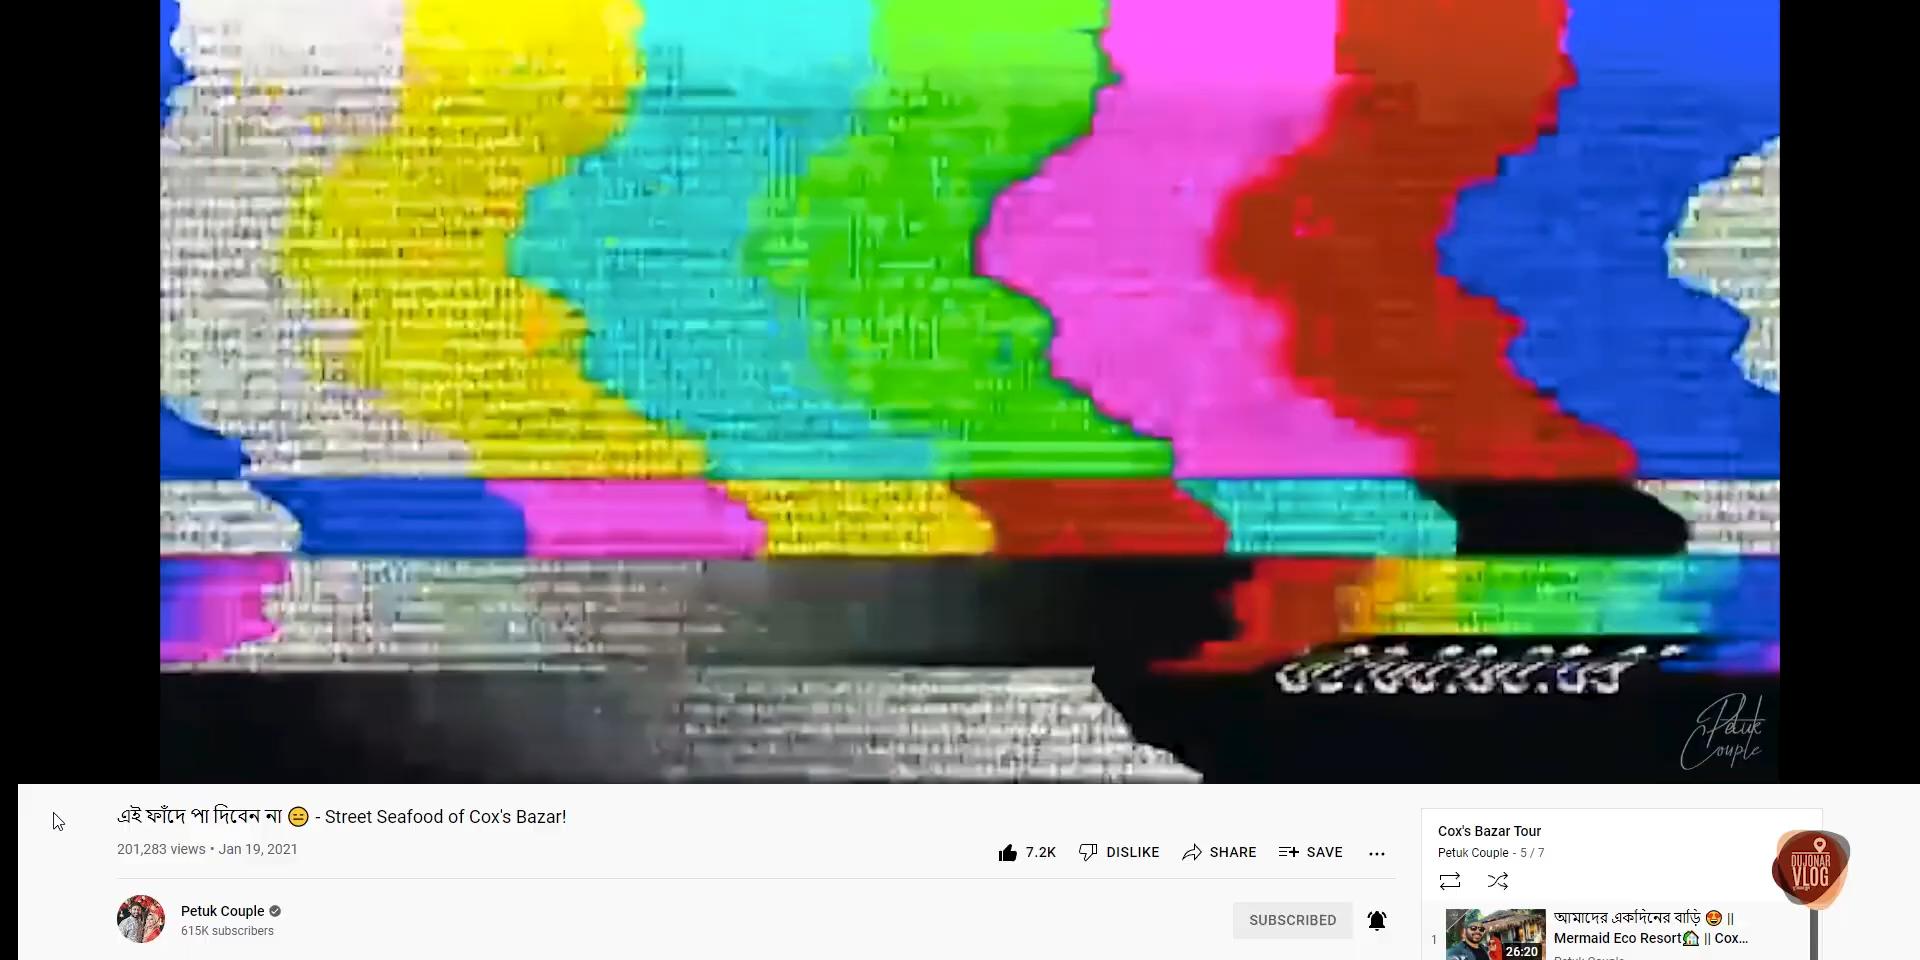 Petuk
Couple
এই ফাঁদে পা দিবেন না 😑 - Street Seafood of Cox's Bazar!
201,283 views • Jan 19, 2021
7.2K DISLIKE SHARE SAVE
Petuk Couple
615K subscribers
SUBSCRIBED
Cox's Bazar Tour
Petuk Couple - 5 / 7
DUJONAR
VLOG
1
26:20
আমাদের একদিনের বাড়ি 😍 ||
Mermaid Eco Resort🏠 || Cox...